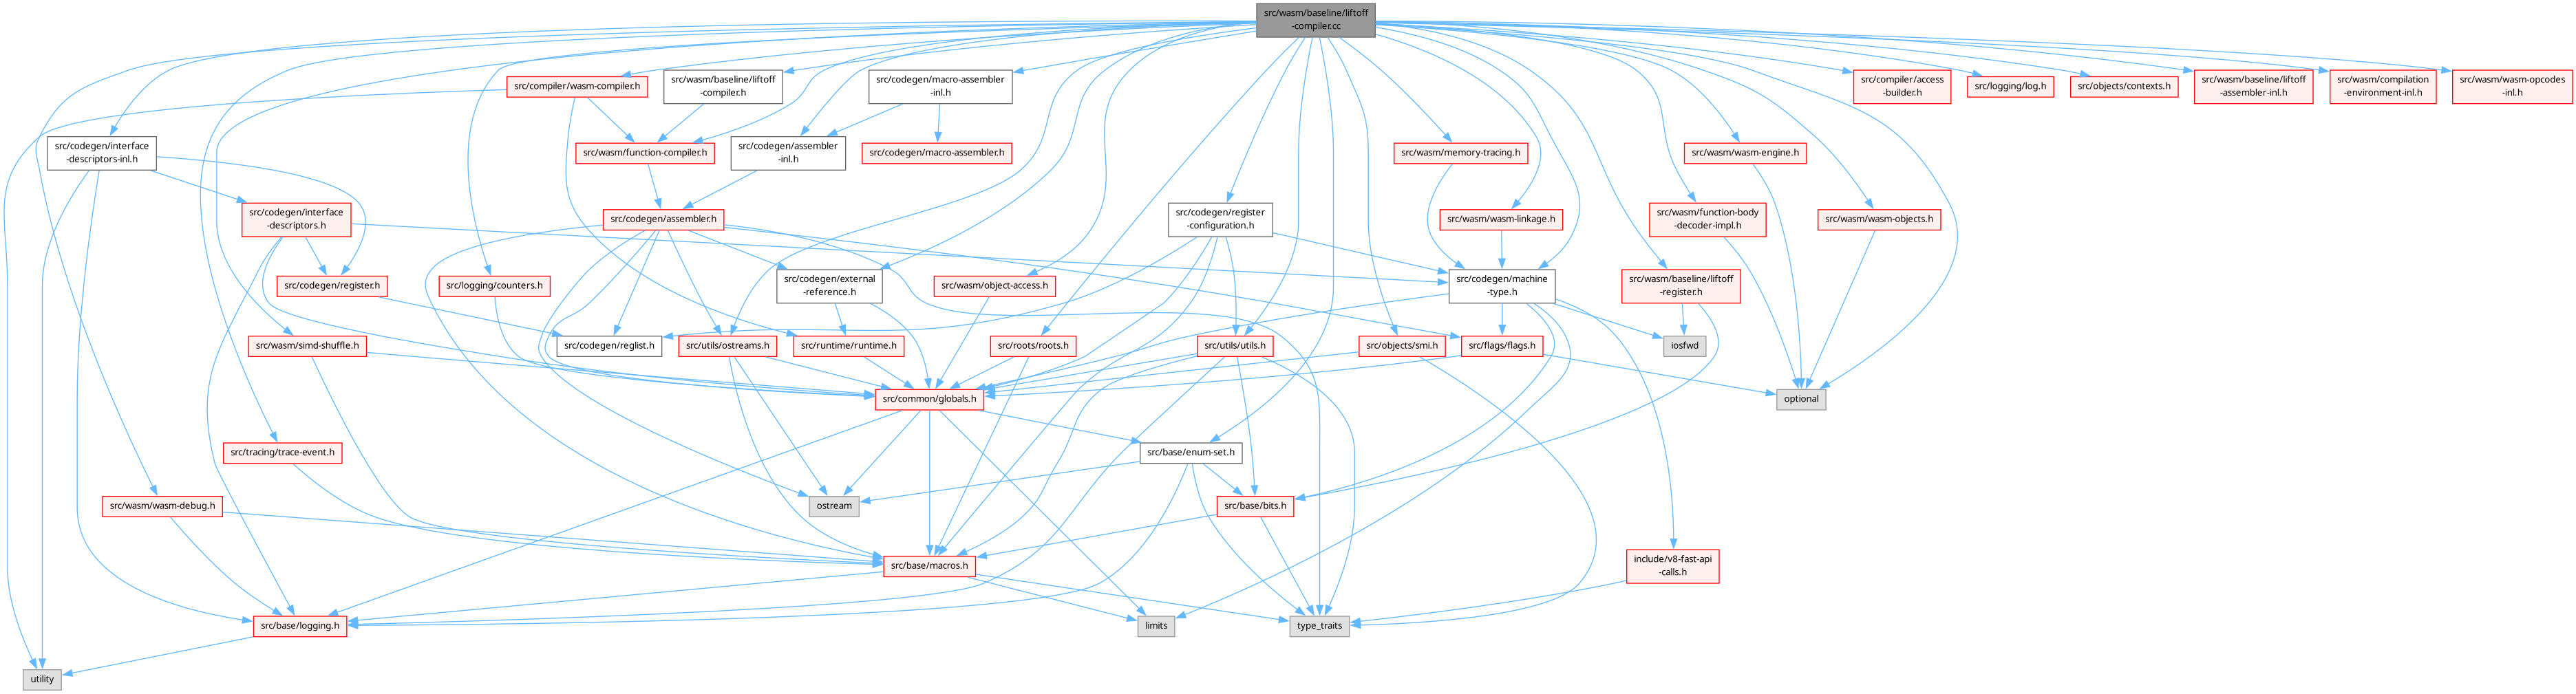 src/wasm/baseline/liftoff
-compiler.cc
src/compiler/wasm-compiler.h
src/wasm/baseline/liftoff
-compiler.h
src/codegen/macro-assembler
-inl.h
src/compiler/access
-builder.h
src/logging/log.h
src/objects/contexts.h
src/wasm/baseline/liftoff
-assembler-inl.h
src/wasm/compilation
-environment-inl.h
src/wasm/wasm-opcodes
-inl.h
src/codegen/interface
-descriptors-inl.h
src/wasm/function-compiler.h
src/codegen/assembler
-inl.h
src/codegen/macro-assembler.h
src/wasm/memory-tracing.h
src/wasm/wasm-engine.h
src/codegen/interface
-descriptors.h
src/codegen/assembler.h
src/codegen/register
-configuration.h
src/wasm/wasm-linkage.h
src/wasm/function-body
-decoder-impl.h
src/wasm/wasm-objects.h
src/codegen/register.h
src/logging/counters.h
src/codegen/external
-reference.h
src/wasm/object-access.h
src/codegen/machine
-type.h
src/wasm/baseline/liftoff
-register.h
src/wasm/simd-shuffle.h
src/codegen/reglist.h
src/utils/ostreams.h
src/runtime/runtime.h
src/roots/roots.h
src/utils/utils.h
src/objects/smi.h
src/flags/flags.h
iosfwd
src/common/globals.h
optional
src/tracing/trace-event.h
src/base/enum-set.h
src/wasm/wasm-debug.h
ostream
src/base/bits.h
src/base/macros.h
include/v8-fast-api
-calls.h
src/base/logging.h
limits
type_traits
utility